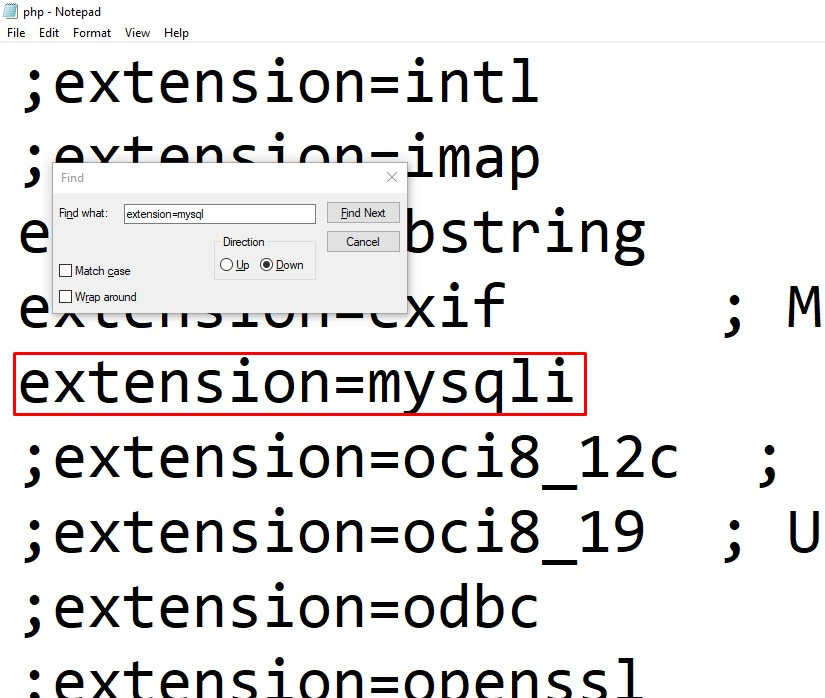 php - Notepad
File Edit Format View Help
;extension=intl
;extension=imap
Find
Find what: extension=mysql Find Next
Direction Cancel
Up Down
Match case
Wrap around
bstring
extension=exif ; M
extension=mysqli
;extension=oci8_12c ;
;extension=oci8_19 ; U
;extension=odbc
;extension=openssl